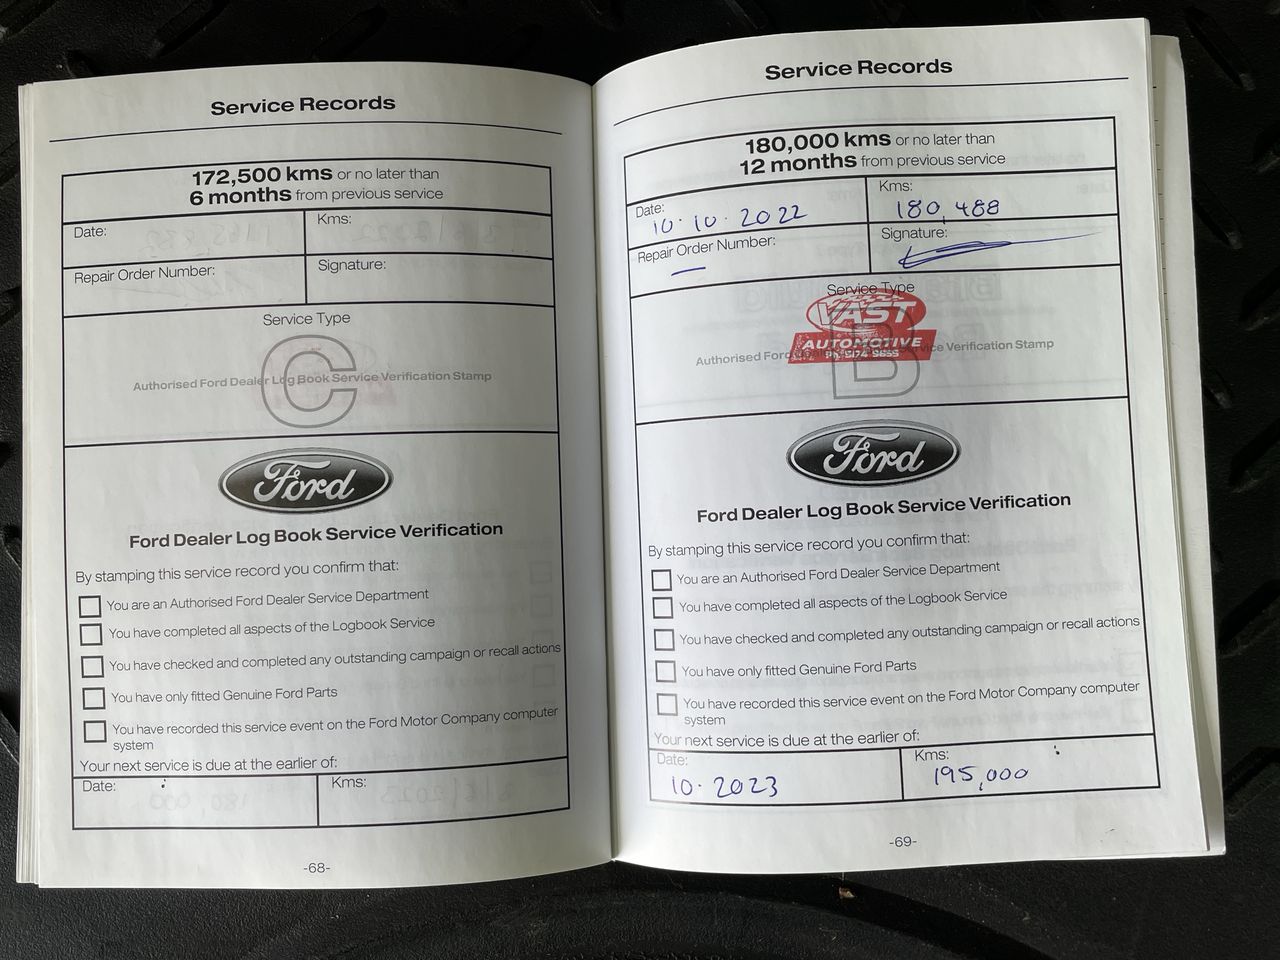 Service Records
172,500 kms or no later than
6 months from previous service
Date:
Kms:
Repair Order Number:
Signature:
Service Type
C
Authorised Ford Dealer Log Book Service Verification Stamp
Ford
Ford Dealer Log Book Service Verification
By stamping this service record you confirm that:
You are an Authorised Ford Dealer Service Department
You have completed all aspects of the Logbook Service
You have checked and completed any outstanding campaign or recall actions
You have only fitted Genuine Ford Parts
You have recorded this service event on the Ford Motor Company computer
system
Your next service is due at the earlier of:
Date:
Kms:
-68-
Service Records
180,000 kms or no later than
12 months from previous service
Date: 10.10.2022
Kms: 180,488
Repair Order Number: —
Signature:
Service Type
VAST
AUTOMOTIVE
B
Authorised Ford Service Verification Stamp
Ford
Ford Dealer Log Book Service Verification
By stamping this service record you confirm that:
You are an Authorised Ford Dealer Service Department
You have completed all aspects of the Logbook Service
You have checked and completed any outstanding campaign or recall actions
You have only fitted Genuine Ford Parts
You have recorded this service event on the Ford Motor Company computer
system
Your next service is due at the earlier of:
Date: 10.2023
Kms: 195,000
-69-